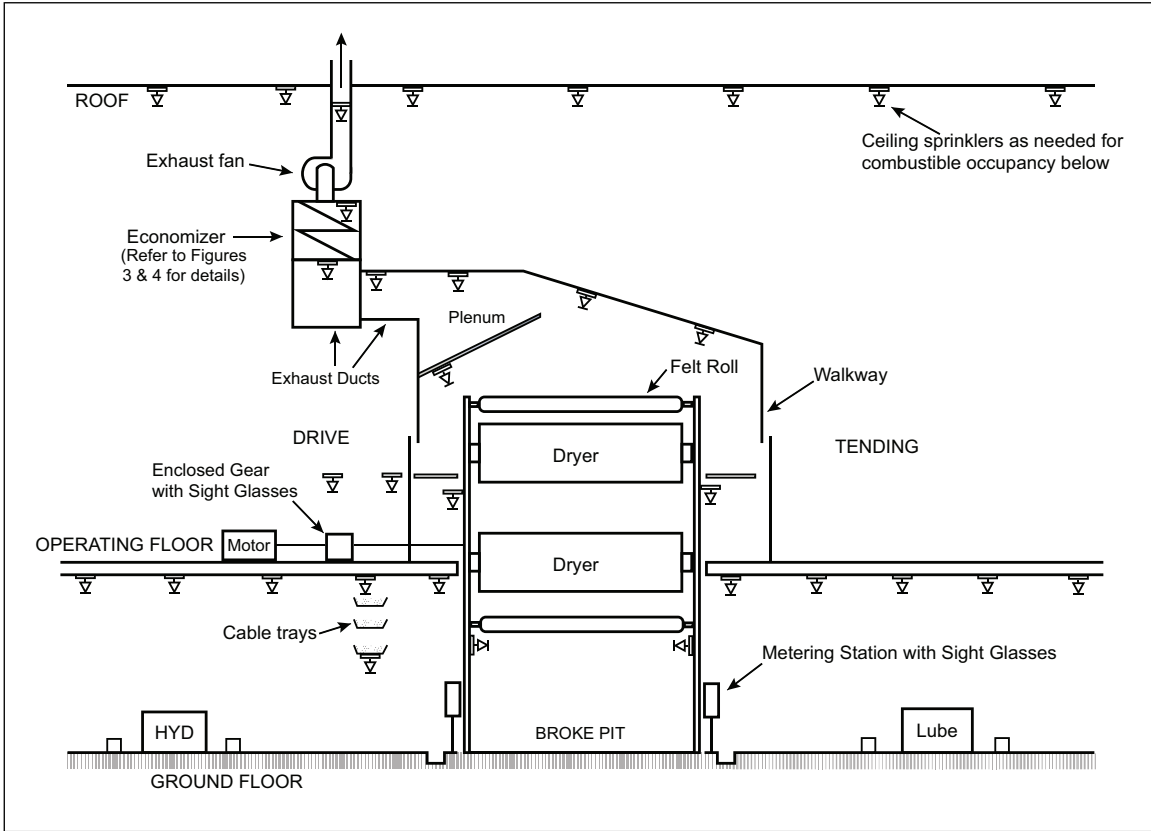 ROOF
Ceiling sprinklers as needed for
combustible occupancy below
Exhaust fan
Economizer
(Refer to Figures
3 & 4 for details)
Plenum
Exhaust Ducts
Felt Roll
Walkway
DRIVE
Dryer
TENDING
Enclosed Gear
with Sight Glasses
OPERATING FLOOR
Motor
Dryer
Cable trays
Metering Station with Sight Glasses
HYD
BROKE PIT
Lube
GROUND FLOOR